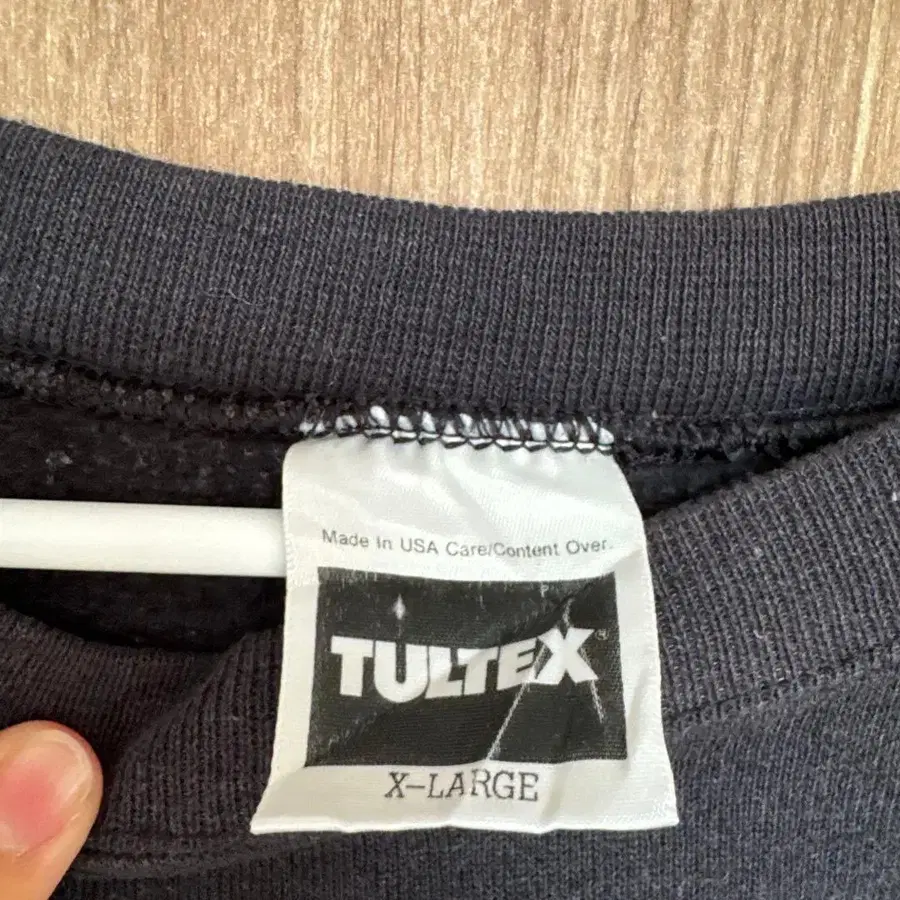 Made In USA Care/Content Over.
TULTEX®
X-LARGE